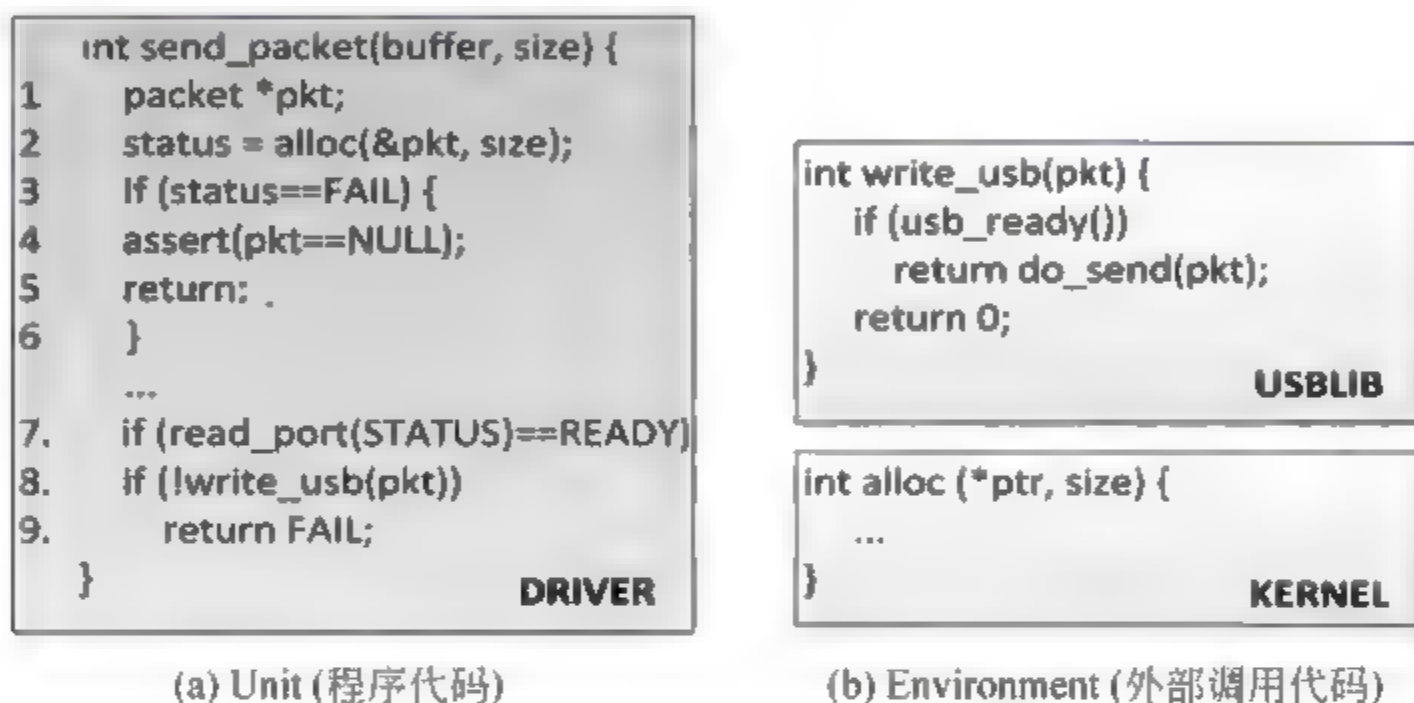 int send_packet(buffer, size) {
1 packet *pkt;
2 status = alloc(&pkt, size);
3 If (status==FAIL) {
4 assert(pkt==NULL);
5 return;
6 }
...
7. if (read_port(STATUS)==READY)
8. if (!write_usb(pkt))
9. return FAIL;
}
DRIVER
(a) Unit (程序代码)
int write_usb(pkt) {
if (usb_ready())
return do_send(pkt);
return 0;
}
USBLIB
int alloc (*ptr, size) {
...
}
KERNEL
(b) Environment (外部调用代码)